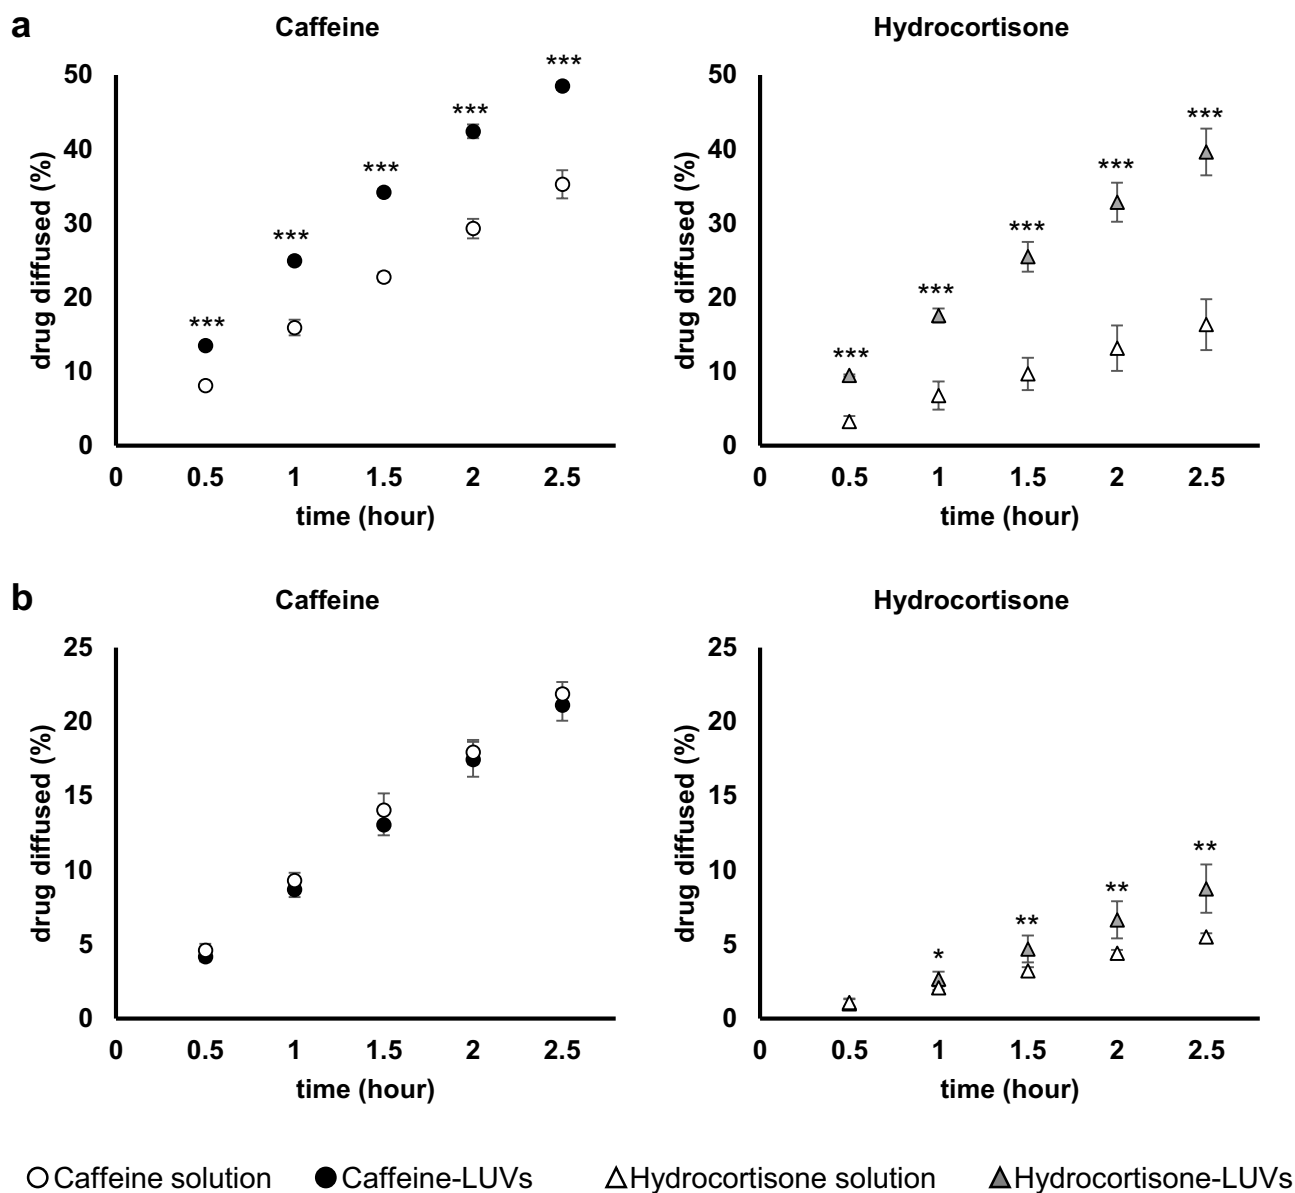 a
Caffeine
Hydrocortisone
drug diffused (%)
50
40
30
20
10
0
*** *** *** *** ***
0 0.5 1 1.5 2 2.5
time (hour)
drug diffused (%)
50
40
30
20
10
0
*** *** *** *** ***
0 0.5 1 1.5 2 2.5
time (hour)
b
Caffeine
Hydrocortisone
drug diffused (%)
25
20
15
10
5
0
0 0.5 1 1.5 2 2.5
time (hour)
drug diffused (%)
25
20
15
10
5
0
* ** ** **
0 0.5 1 1.5 2 2.5
time (hour)
Caffeine solution Caffeine-LUVs Hydrocortisone solution Hydrocortisone-LUVs